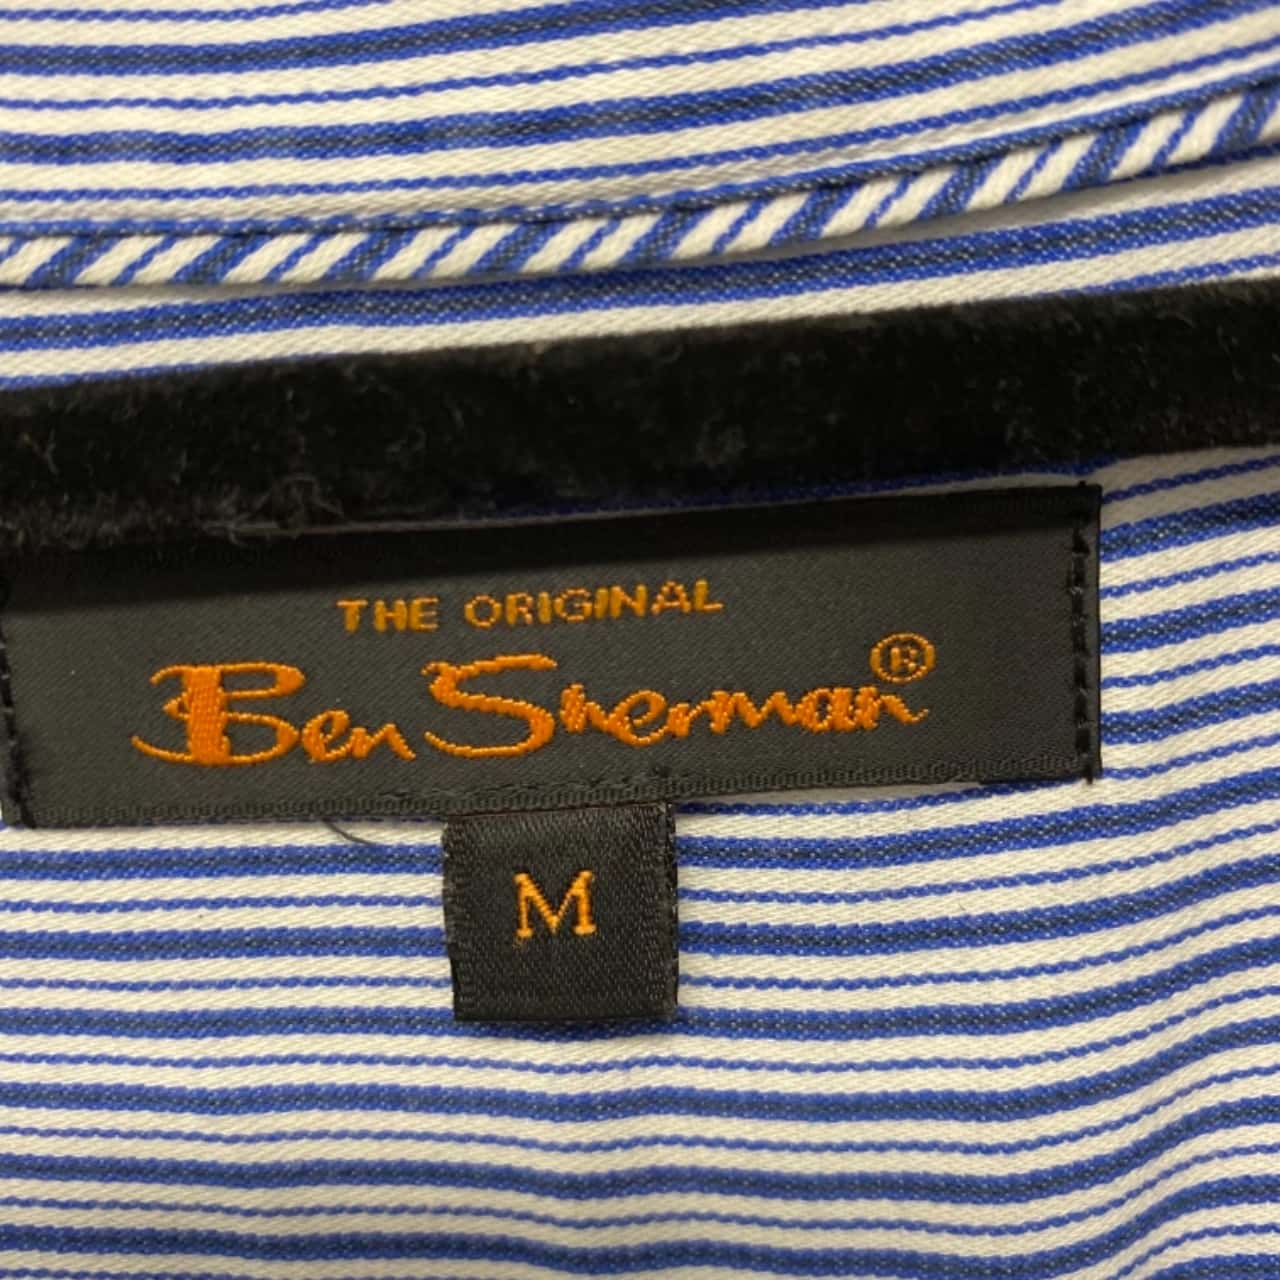 THE ORIGINAL
Ben Sherman®
M